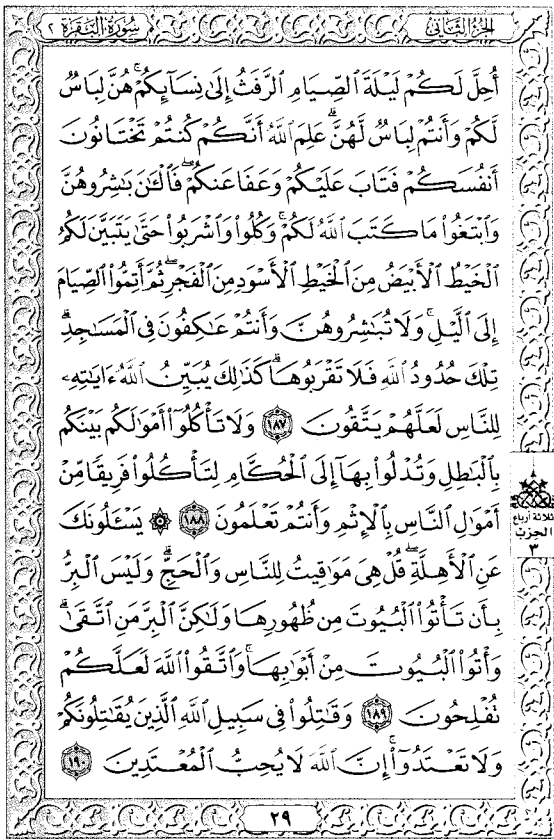 الجزء الثاني
سورة البقرة ٢
أُحِلَّ لَكُمْ لَيْلَةَ ٱلصِّيَامِ ٱلرَّفَثُ إِلَىٰ نِسَآئِكُمْ ۚ هُنَّ لِبَاسٌ
لَّكُمْ وَأَنتُمْ لِبَاسٌ لَّهُنَّ ۗ عَلِمَ ٱللَّهُ أَنَّكُمْ كُنتُمْ تَخْتَانُونَ
أَنفُسَكُمْ فَتَابَ عَلَيْكُمْ وَعَفَا عَنكُمْ ۖ فَٱلْـَٰٔنَ بَـٰشِرُوهُنَّ
وَٱبْتَغُوا۟ مَا كَتَبَ ٱللَّهُ لَكُمْ ۚ وَكُلُوا۟ وَٱشْرَبُوا۟ حَتَّىٰ يَتَبَيَّنَ لَكُمُ
ٱلْخَيْطُ ٱلْأَبْيَضُ مِنَ ٱلْخَيْطِ ٱلْأَسْوَدِ مِنَ ٱلْفَجْرِ ۖ ثُمَّ أَتِمُّوا۟ ٱلصِّيَامَ
إِلَى ٱلَّيْلِ ۚ وَلَا تُبَـٰشِرُوهُنَّ وَأَنتُمْ عَـٰكِفُونَ فِى ٱلْمَسَـٰجِدِ ۗ
تِلْكَ حُدُودُ ٱللَّهِ فَلَا تَقْرَبُوهَا ۗ كَذَٰلِكَ يُبَيِّنُ ٱللَّهُ ءَايَـٰتِهِۦ
لِلنَّاسِ لَعَلَّهُمْ يَتَّقُونَ ١٨٧ وَلَا تَأْكُلُوٓا۟ أَمْوَٰلَكُم بَيْنَكُم
بِٱلْبَـٰطِلِ وَتُدْلُوا۟ بِهَآ إِلَى ٱلْحُكَّامِ لِتَأْكُلُوا۟ فَرِيقًا مِّنْ
أَمْوَٰلِ ٱلنَّاسِ بِٱلْإِثْمِ وَأَنتُمْ تَعْلَمُونَ ١٨٨ ۞ يَسْـَٔلُونَكَ
عَنِ ٱلْأَهِلَّةِ ۖ قُلْ هِىَ مَوَٰقِيتُ لِلنَّاسِ وَٱلْحَجِّ ۗ وَلَيْسَ ٱلْبِرُّ
بِأَن تَأْتُوا۟ ٱلْبُيُوتَ مِن ظُهُورِهَا وَلَـٰكِنَّ ٱلْبِرَّ مَنِ ٱتَّقَىٰ ۗ
وَأْتُوا۟ ٱلْبُيُوتَ مِنْ أَبْوَٰبِهَا ۚ وَٱتَّقُوا۟ ٱللَّهَ لَعَلَّكُمْ
تُفْلِحُونَ ١٨٩ وَقَـٰتِلُوا۟ فِى سَبِيلِ ٱللَّهِ ٱلَّذِينَ يُقَـٰتِلُونَكُمْ
وَلَا تَعْتَدُوٓا۟ ۚ إِنَّ ٱللَّهَ لَا يُحِبُّ ٱلْمُعْتَدِينَ ١٩٠
ثلاثة أرباع
الحزب
٣
٢٩